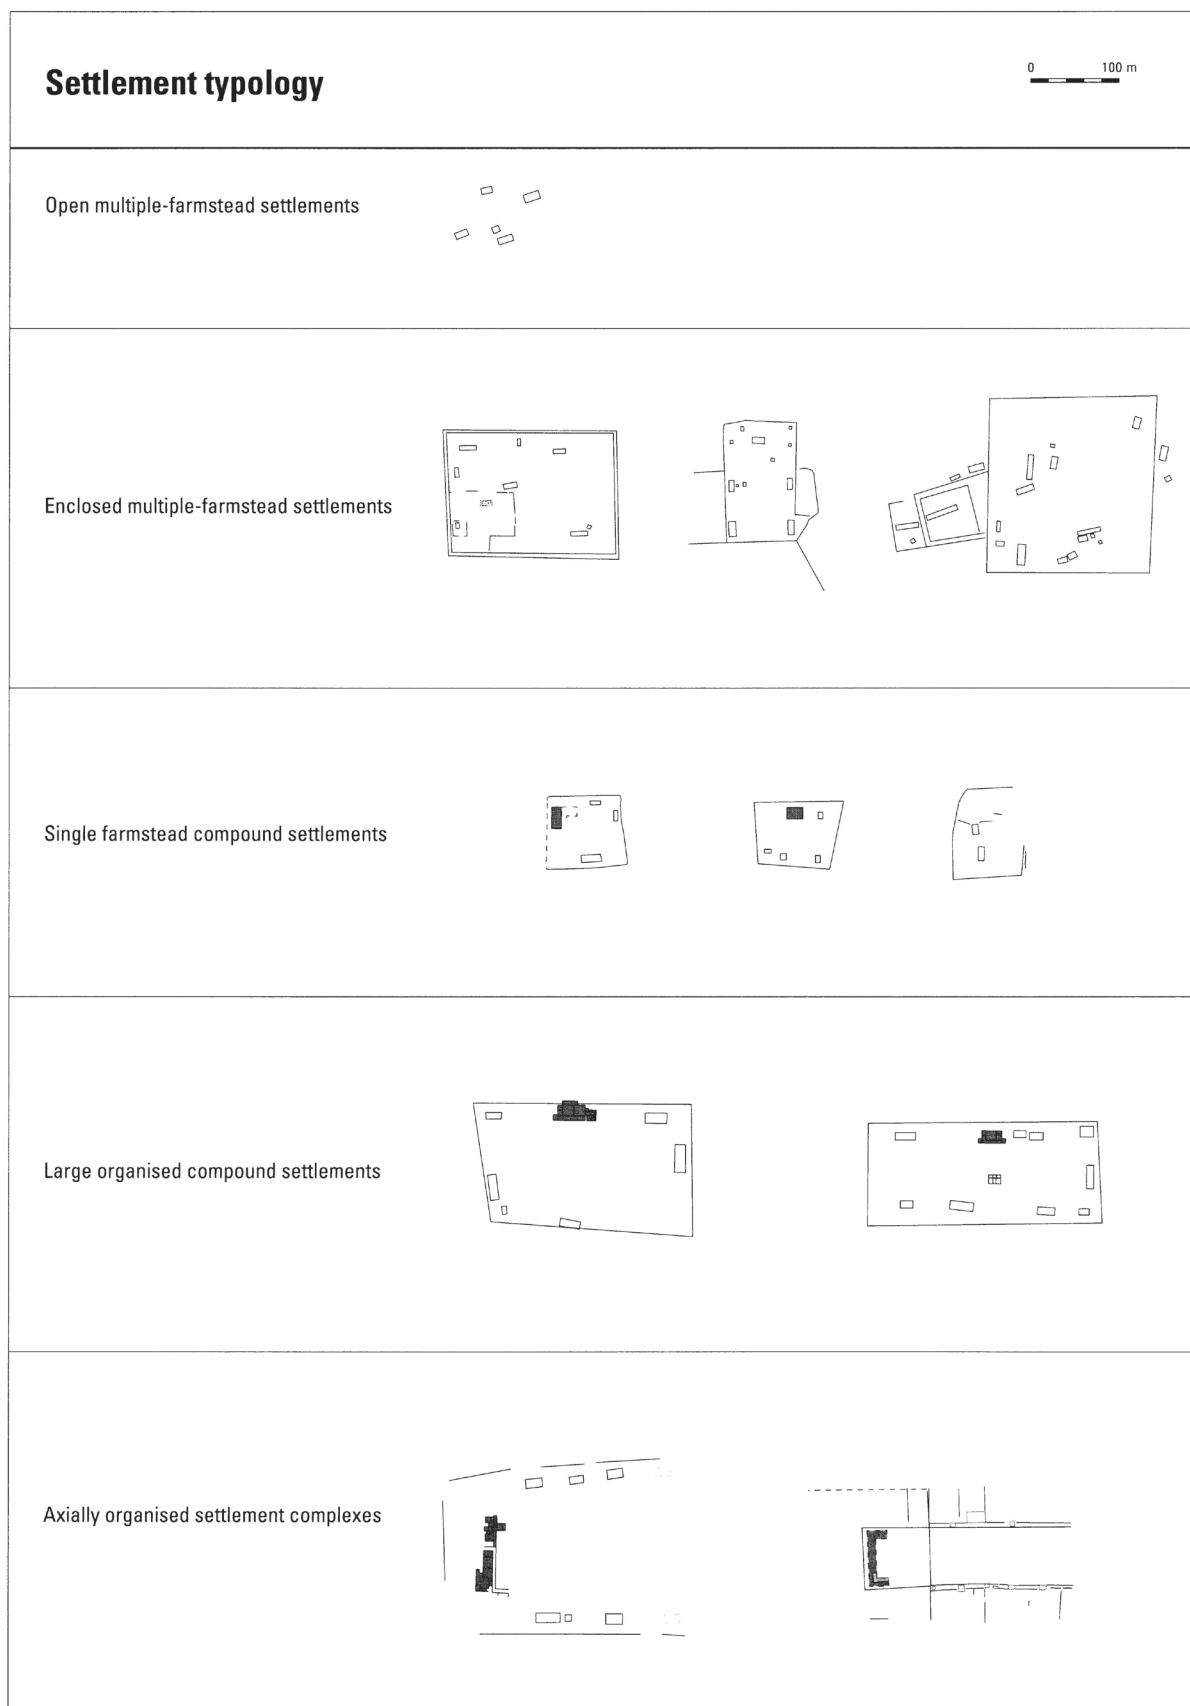 Settlement typology
0 100 m
Open multiple-farmstead settlements
Enclosed multiple-farmstead settlements
Single farmstead compound settlements
Large organised compound settlements
Axially organised settlement complexes